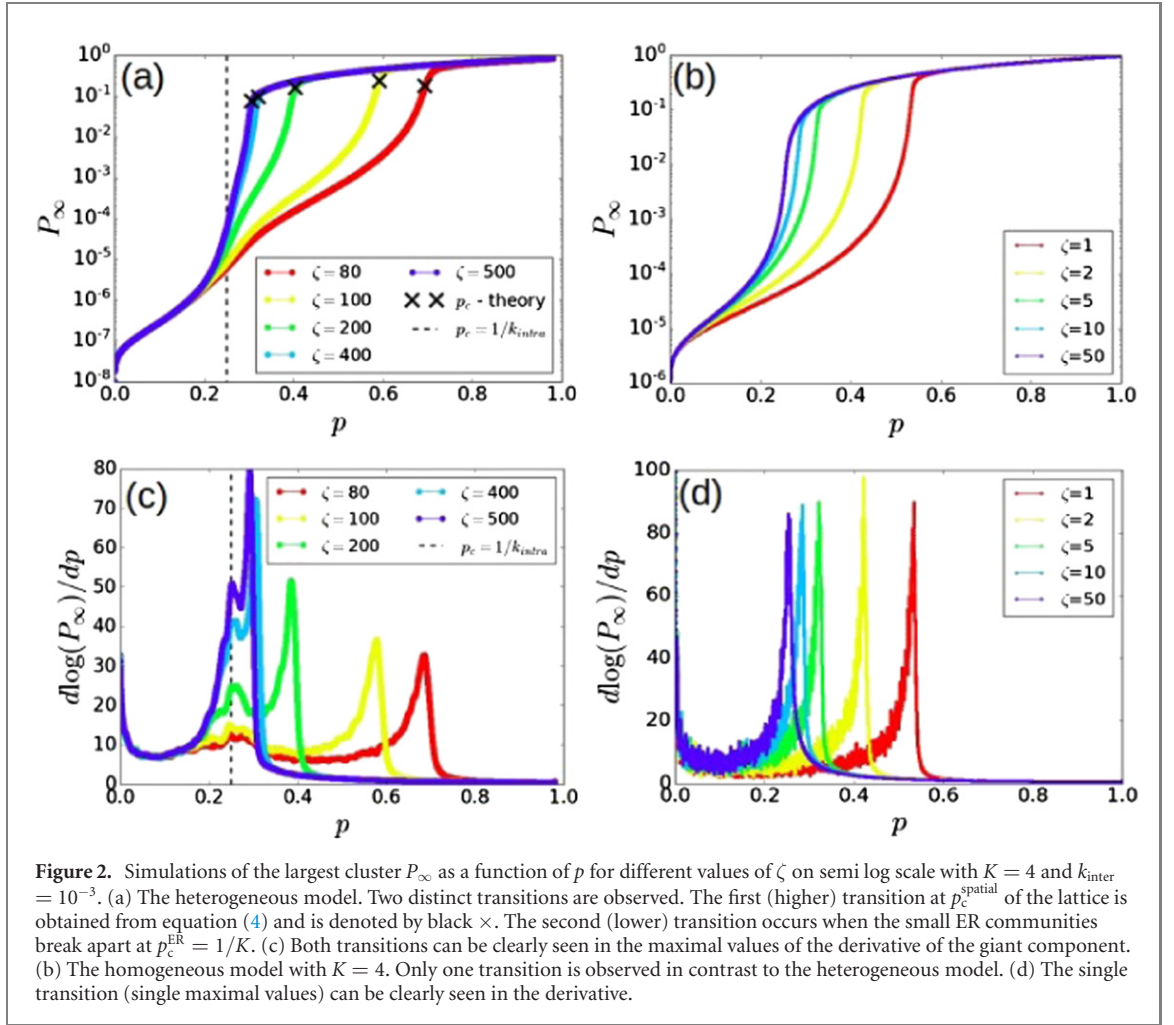 (a)
10⁰
10⁻¹
10⁻²
10⁻³
10⁻⁴
10⁻⁵
10⁻⁶
10⁻⁷
10⁻⁸
P∞
ζ = 80
ζ = 100
ζ = 200
ζ = 400
ζ = 500
p_c - theory
p_c = 1/k_intra
0.0 0.2 0.4 0.6 0.8 1.0
p
(b)
10⁰
10⁻¹
10⁻²
10⁻³
10⁻⁴
10⁻⁵
10⁻⁶
P∞
ζ=1
ζ=2
ζ=5
ζ=10
ζ=50
0.0 0.2 0.4 0.6 0.8 1.0
p
(c)
80
70
60
50
40
30
20
10
0
dlog(P∞)/dp
ζ = 80
ζ = 100
ζ = 200
ζ = 400
ζ = 500
p_c = 1/k_intra
0.0 0.2 0.4 0.6 0.8 1.0
p
(d)
100
80
60
40
20
0
dlog(P∞)/dp
ζ=1
ζ=2
ζ=5
ζ=10
ζ=50
0.0 0.2 0.4 0.6 0.8 1.0
p
Figure 2. Simulations of the largest cluster P∞ as a function of p for different values of ζ on semi log scale with K = 4 and k_inter
= 10⁻³. (a) The heterogeneous model. Two distinct transitions are observed. The first (higher) transition at p_c^spatial of the lattice is
obtained from equation (4) and is denoted by black ×. The second (lower) transition occurs when the small ER communities
break apart at p_c^ER = 1/K. (c) Both transitions can be clearly seen in the maximal values of the derivative of the giant component.
(b) The homogeneous model with K = 4. Only one transition is observed in contrast to the heterogeneous model. (d) The single
transition (single maximal values) can be clearly seen in the derivative.